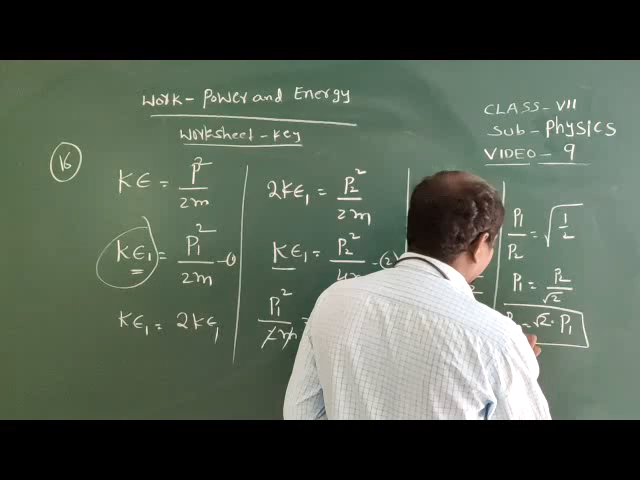 Work - Power and Energy
Worksheet - Key
CLASS - VII
Sub - Physics
VIDEO - 9
16
KE = P²/2m
KE₁ = P₁²/2m - ①
KE₁ = 2KE₁
2KE₁ = P₂²/2m
KE₁ = P₂²/4m - ②
P₁²/2m =
P₁/P₂ = √(1/2)
P₁ = P₂/√2
= √2 · P₁